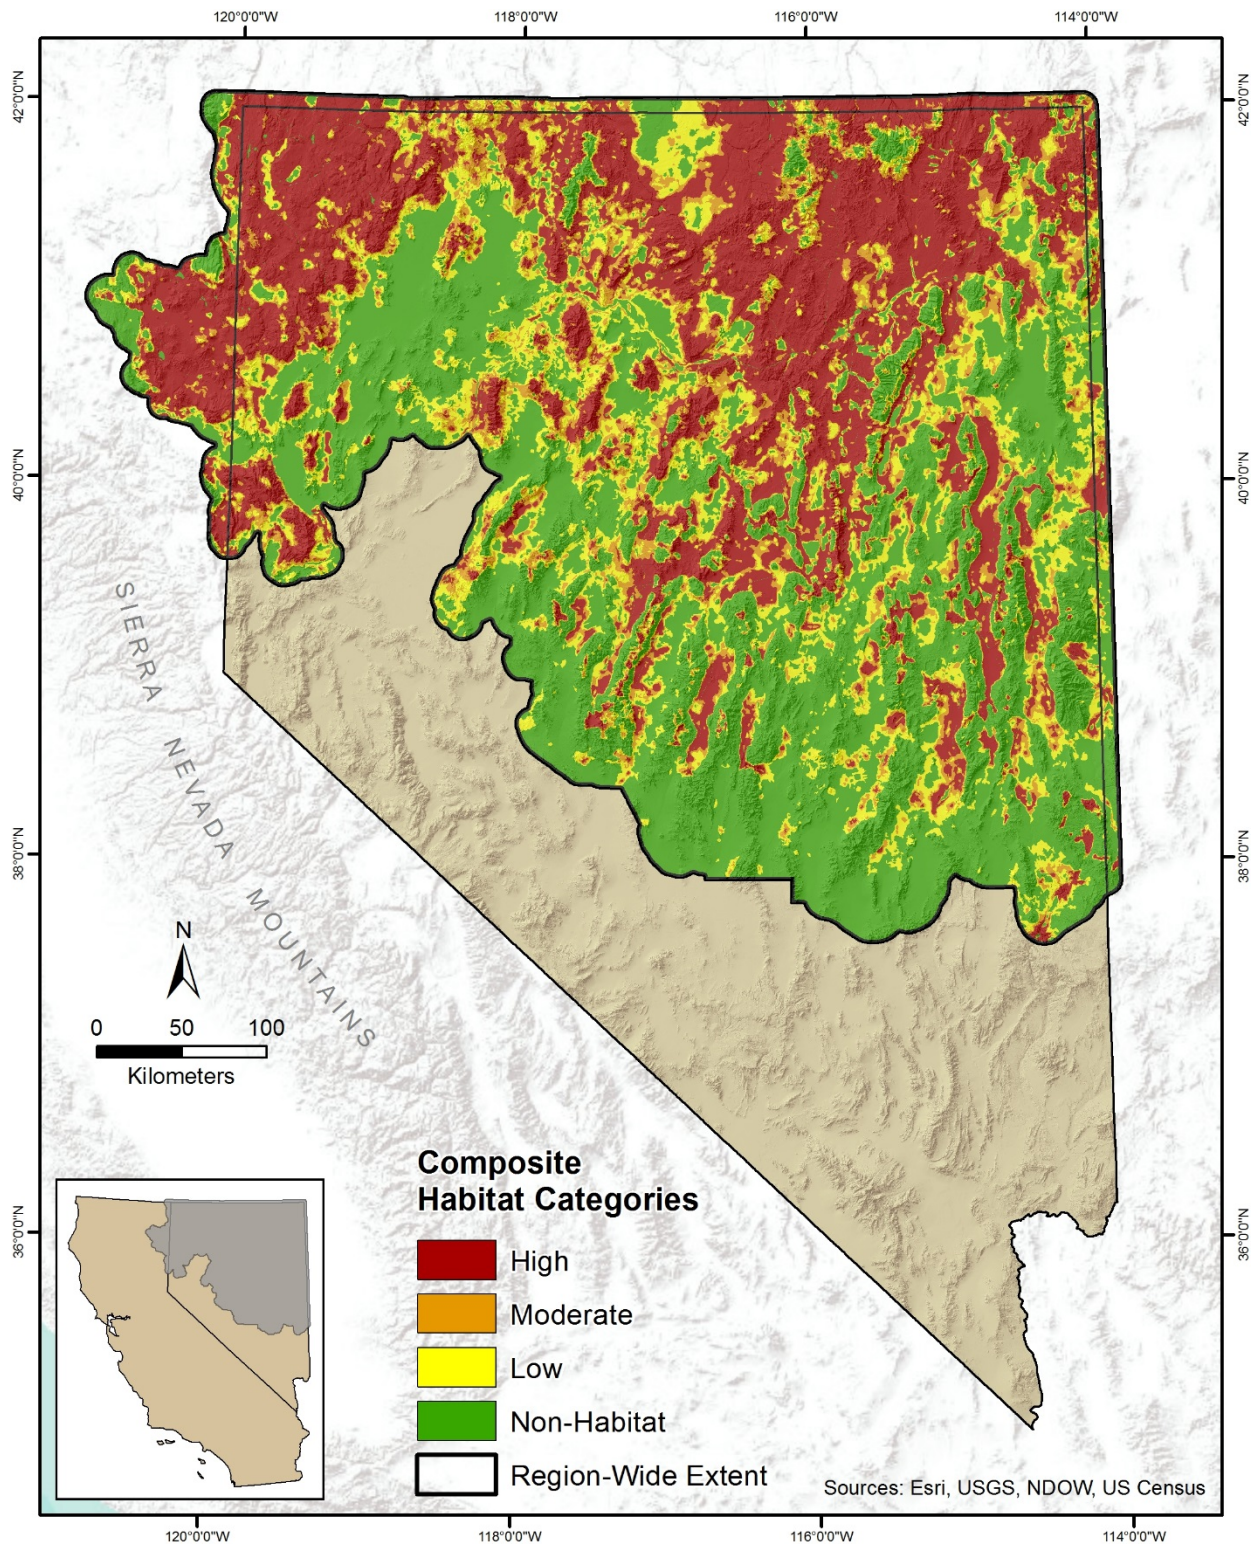 120°0'0"W 118°0'0"W 116°0'0"W 114°0'0"W
42°0'0"N 42°0'0"N
40°0'0"N 40°0'0"N
SIERRA
NEVADA
MOUNTAINS
38°0'0"N 38°0'0"N
N
0 50 100
Kilometers
36°0'0"N 36°0'0"N
Composite
Habitat Categories
High
Moderate
Low
Non-Habitat
Region-Wide Extent
Sources: Esri, USGS, NDOW, US Census
120°0'0"W 118°0'0"W 116°0'0"W 114°0'0"W